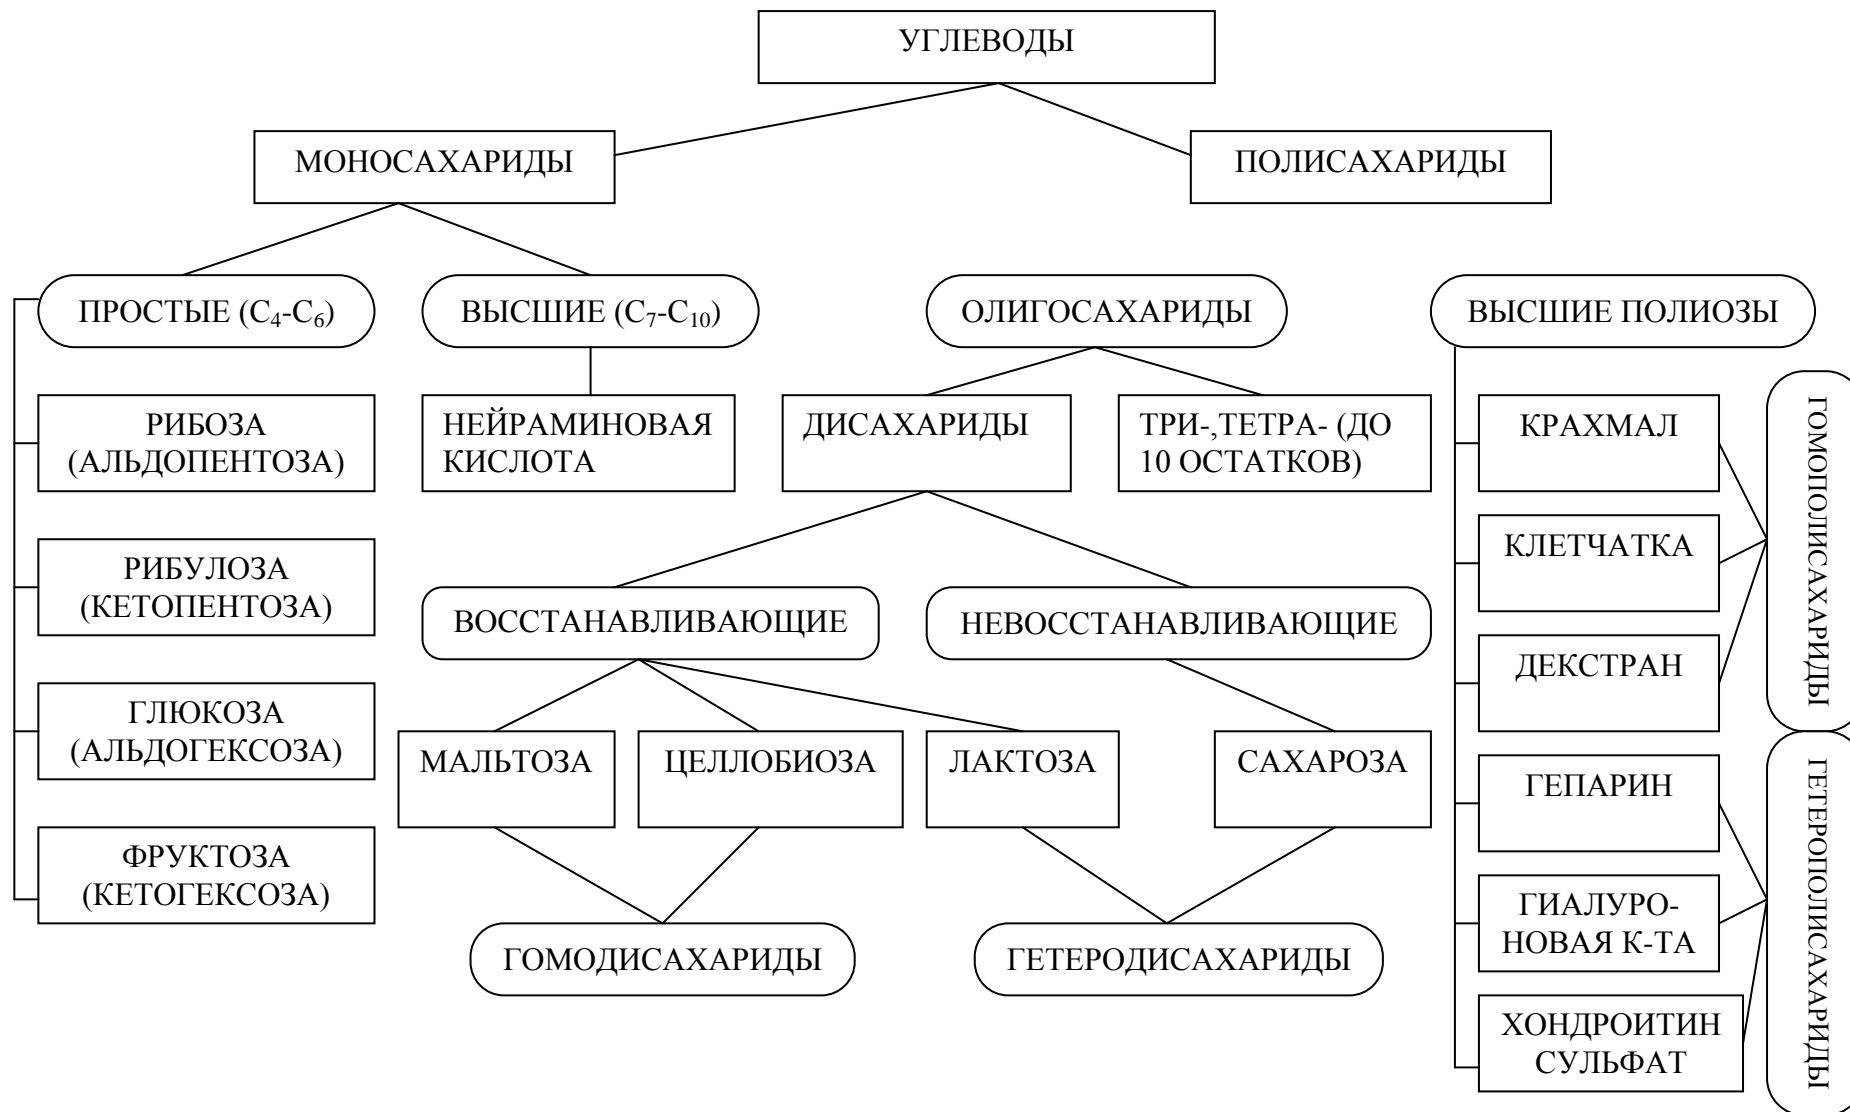 УГЛЕВОДЫ
МОНОСАХАРИДЫ
ПОЛИСАХАРИДЫ
ПРОСТЫЕ (C₄-C₆)
ВЫСШИЕ (C₇-C₁₀)
ОЛИГОСАХАРИДЫ
ВЫСШИЕ ПОЛИОЗЫ
РИБОЗА
(АЛЬДОПЕНТОЗА)
НЕЙРАМИНОВАЯ
КИСЛОТА
ДИСАХАРИДЫ
ТРИ-,ТЕТРА- (ДО
10 ОСТАТКОВ)
КРАХМАЛ
ГОМОПОЛИСАХАРИДЫ
РИБУЛОЗА
(КЕТОПЕНТОЗА)
КЛЕТЧАТКА
ВОССТАНАВЛИВАЮЩИЕ
НЕВОССТАНАВЛИВАЮЩИЕ
ДЕКСТРАН
ГЛЮКОЗА
(АЛЬДОГЕКСОЗА)
МАЛЬТОЗА
ЦЕЛЛОБИОЗА
ЛАКТОЗА
САХАРОЗА
ГЕПАРИН
ГЕТЕРОПОЛИСАХАРИДЫ
ФРУКТОЗА
(КЕТОГЕКСОЗА)
ГИАЛУРО-
НОВАЯ К-ТА
ГОМОДИСАХАРИДЫ
ГЕТЕРОДИСАХАРИДЫ
ХОНДРОИТИН
СУЛЬФАТ